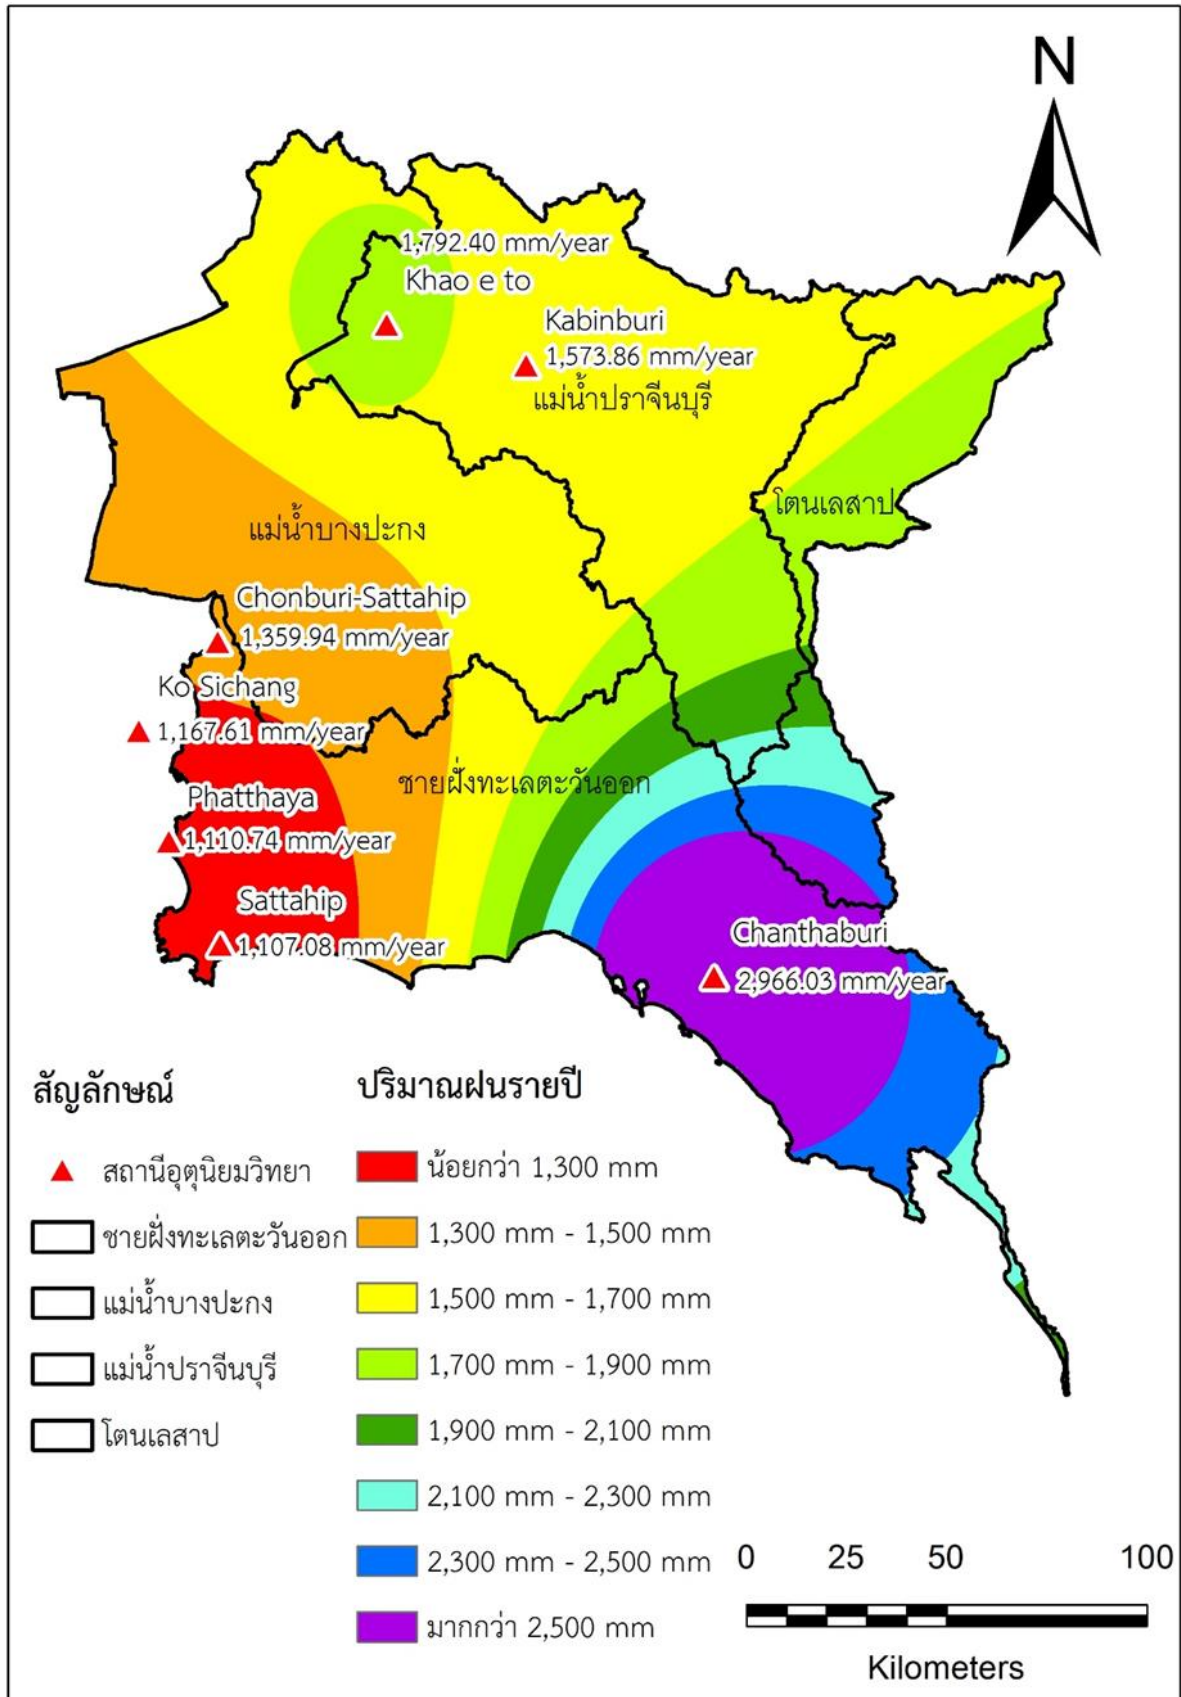 N
1,792.40 mm/year
Khao e to
Kabinburi
1,573.86 mm/year
แม่น้ำปราจีนบุรี
โตนเลสาป
แม่น้ำบางปะกง
Chonburi-Sattahip
1,359.94 mm/year
Ko Sichang
1,167.61 mm/year
ชายฝั่งทะเลตะวันออก
Phatthaya
1,110.74 mm/year
Sattahip
1,107.08 mm/year
Chanthaburi
2,966.03 mm/year
สัญลักษณ์
สถานีอุตุนิยมวิทยา
ชายฝั่งทะเลตะวันออก
แม่น้ำบางปะกง
แม่น้ำปราจีนบุรี
โตนเลสาป
ปริมาณฝนรายปี
น้อยกว่า 1,300 mm
1,300 mm - 1,500 mm
1,500 mm - 1,700 mm
1,700 mm - 1,900 mm
1,900 mm - 2,100 mm
2,100 mm - 2,300 mm
2,300 mm - 2,500 mm
มากกว่า 2,500 mm
0 25 50 100
Kilometers